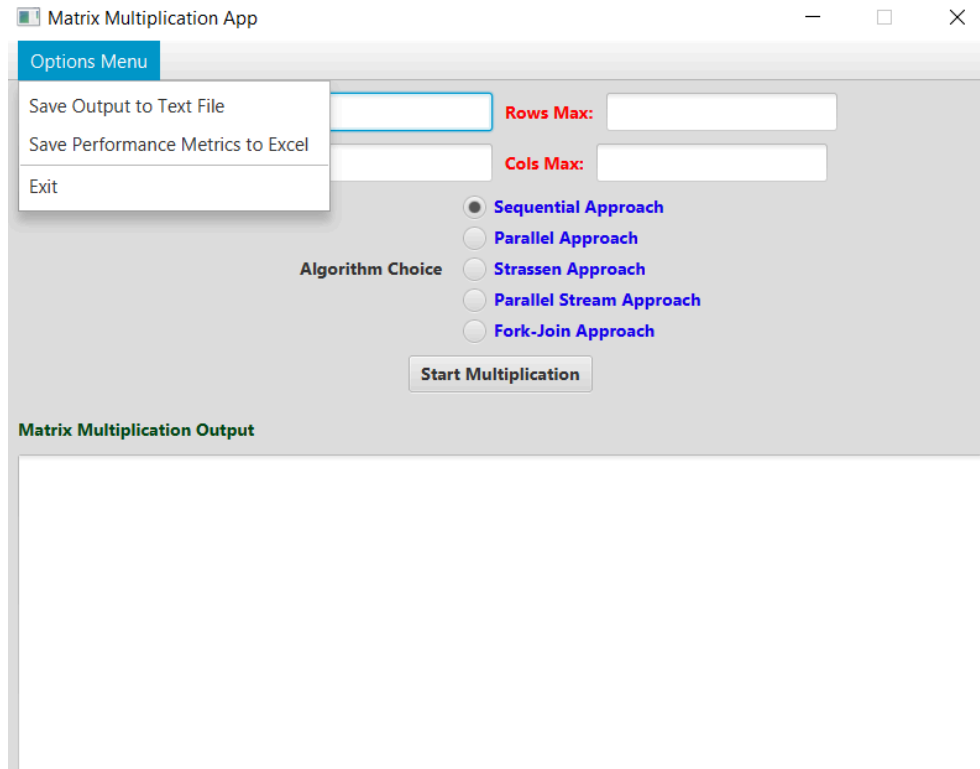 Matrix Multiplication App
Options Menu
Save Output to Text File
Save Performance Metrics to Excel
Exit
Rows Max:
Cols Max:
Algorithm Choice
Sequential Approach
Parallel Approach
Strassen Approach
Parallel Stream Approach
Fork-Join Approach
Start Multiplication
Matrix Multiplication Output